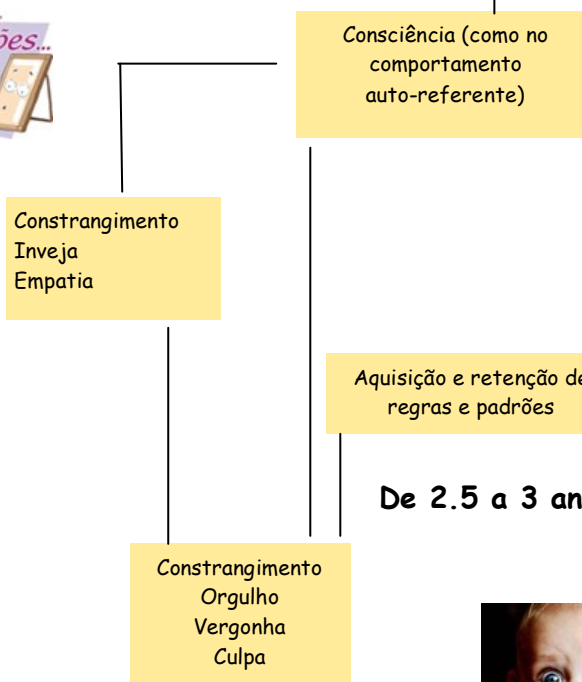 ões...
Consciência (como no
comportamento
auto-referente)
Constrangimento
Inveja
Empatia
Aquisição e retenção de
regras e padrões
De 2.5 a 3 an
Constrangimento
Orgulho
Vergonha
Culpa